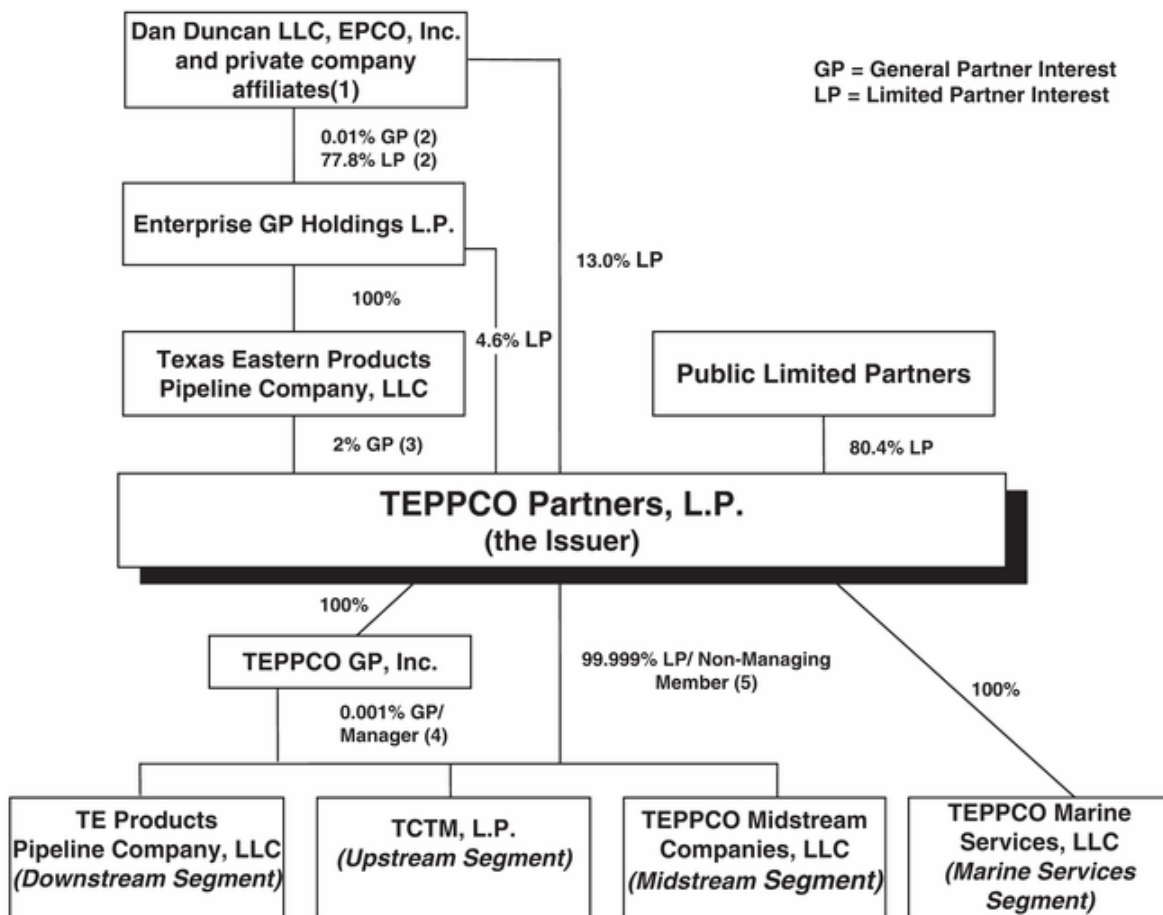 Dan Duncan LLC, EPCO, Inc.
and private company
affiliates(1)
GP = General Partner Interest
LP = Limited Partner Interest
0.01% GP (2)
77.8% LP (2)
Enterprise GP Holdings L.P.
13.0% LP
100%
4.6% LP
Texas Eastern Products
Pipeline Company, LLC
Public Limited Partners
2% GP (3)
80.4% LP
TEPPCO Partners, L.P.
(the Issuer)
100%
TEPPCO GP, Inc.
99.999% LP/ Non-Managing
Member (5)
100%
0.001% GP/
Manager (4)
TE Products
Pipeline Company, LLC
(Downstream Segment)
TCTM, L.P.
(Upstream Segment)
TEPPCO Midstream
Companies, LLC
(Midstream Segment)
TEPPCO Marine
Services, LLC
(Marine Services
Segment)